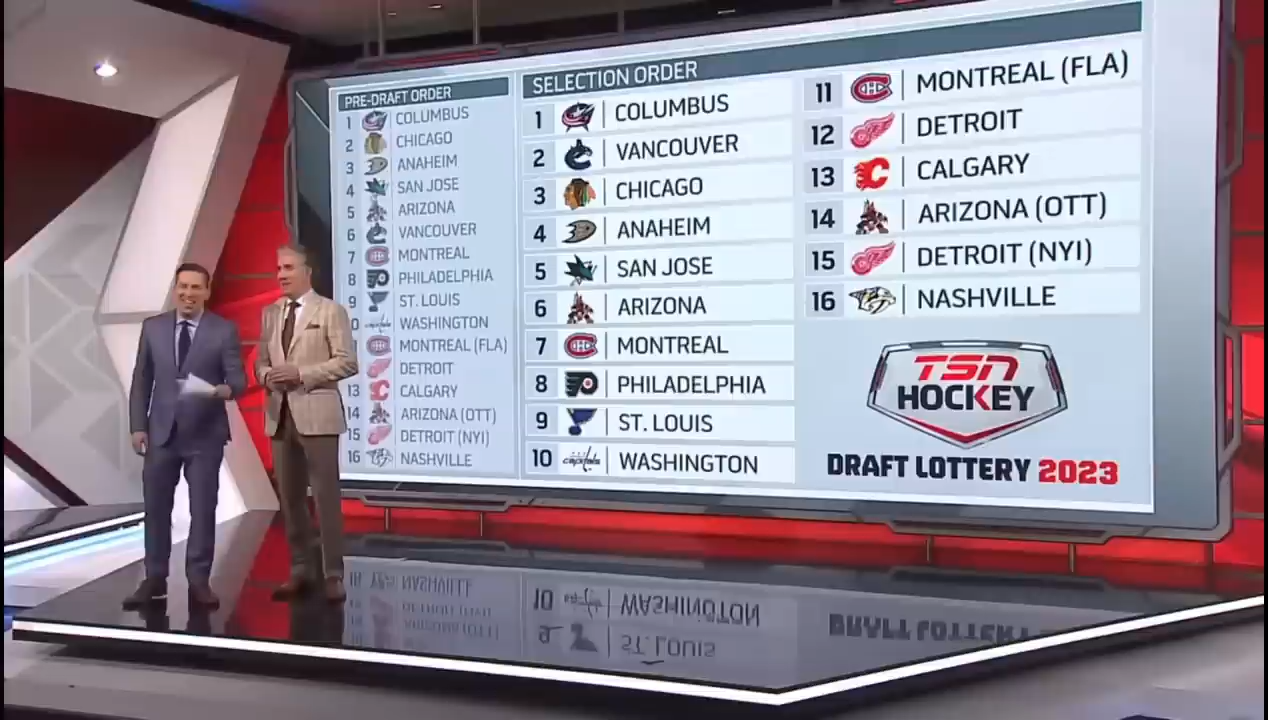 PRE-DRAFT ORDER
1 COLUMBUS
2 CHICAGO
3 ANAHEIM
4 SAN JOSE
5 ARIZONA
6 VANCOUVER
7 MONTREAL
8 PHILADELPHIA
9 ST. LOUIS
0 WASHINGTON
MONTREAL (FLA)
DETROIT
13 CALGARY
14 ARIZONA (OTT)
15 DETROIT (NYI)
16 NASHVILLE
SELECTION ORDER
1 COLUMBUS
2 VANCOUVER
3 CHICAGO
4 ANAHEIM
5 SAN JOSE
6 ARIZONA
7 MONTREAL
8 PHILADELPHIA
9 ST. LOUIS
10 capitals WASHINGTON
11 MONTREAL (FLA)
12 DETROIT
13 CALGARY
14 ARIZONA (OTT)
15 DETROIT (NYI)
16 NASHVILLE
TSN
HOCKEY
DRAFT LOTTERY 2023